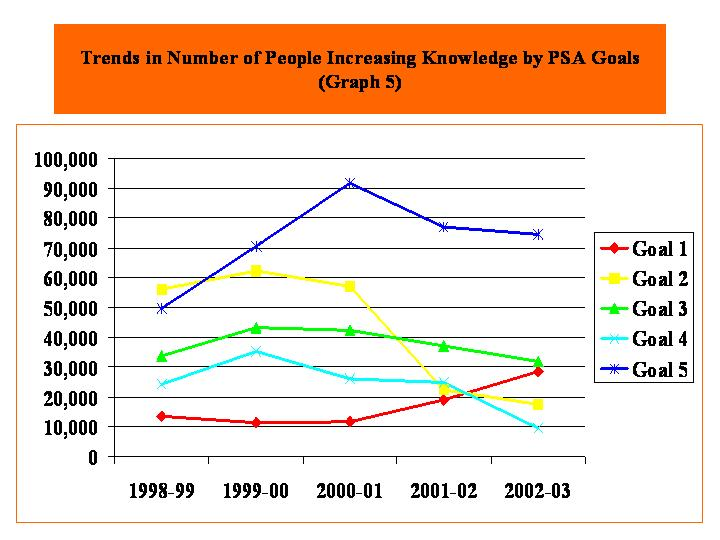 Trends in Number of People Increasing Knowledge by PSA Goals
(Graph 5)
100,000
90,000
80,000
70,000
60,000
50,000
40,000
30,000
20,000
10,000
0
1998-99 1999-00 2000-01 2001-02 2002-03
Goal 1
Goal 2
Goal 3
Goal 4
Goal 5